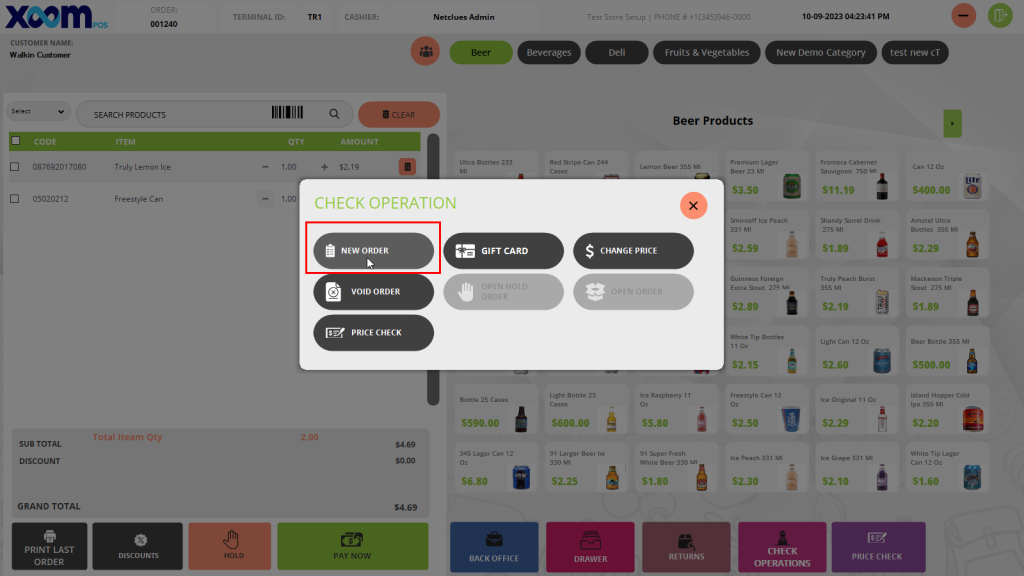 XOOM POS
ORDER:
001240
TERMINAL ID: TR1
CASHIER: Netclues Admin
Test Store Setup | PHONE # +1(345)946-0000
10-09-2023 04:23:41 PM
CUSTOMER NAME:
Walkin Customer
Beer
Beverages
Deli
Fruits & Vegetables
New Demo Category
test new cT
Select
SEARCH PRODUCTS
CLEAR
CODE ITEM QTY AMOUNT
087692017080 Truly Lemon Ice − 1.00 + $2.19
05020212 Freestyle Can − 1.00
Beer Products
Ultra Bottles 233
Ml
Red Stripe Can 244
Cases
Lemon Beer 355 Ml
Premium Lager
Beer 23 Ml
$3.50
Frontera Cabernet
Sauvignon 750 Ml
$11.19
Can 12 Oz
$400.00
Smirnoff Ice Peach
331 Ml
$2.59
Shandy Sorrel Drink
275 Ml
$1.89
Amstel Ultra
Bottles 355 Ml
$2.29
Guinness Foreign
Extra Stout 275 Ml
$2.89
Truly Peach Burst
355 Ml
$2.19
Mackeson Triple
Stout 275 Ml
$1.89
White Tip Bottles
11 Oz
$2.15
Light Can 12 Oz
$2.60
Beer Bottle 355 Ml
$500.00
Bottle 25 Cases
$590.00
Light Bottle 23
Cases
$600.00
Ice Raspberry 11
Oz
$5.80
Freestyle Can 12
Oz
$2.50
Ice Original 11 Oz
$2.29
Island Hopper Cold
Ipa 355 Ml
$2.20
345 Lager Can 12
Oz
$6.80
91 Larger Beer Iw
330 Ml
$2.25
91 Super Fresh
White Beer 330 Ml
$1.80
Ice Peach 331 Ml
$2.30
Ice Grape 331 Ml
$2.10
White Tip Lager
Can 12 Oz
$1.60
CHECK OPERATION
NEW ORDER
GIFT CARD
CHANGE PRICE
VOID ORDER
OPEN HOLD
ORDER
OPEN ORDER
PRICE CHECK
Total Iteam Qty 2.00
SUB TOTAL $4.69
DISCOUNT $0.00
GRAND TOTAL $4.69
PRINT LAST
ORDER
DISCOUNTS
HOLD
PAY NOW
BACK OFFICE
DRAWER
RETURNS
CHECK
OPERATIONS
PRICE CHECK